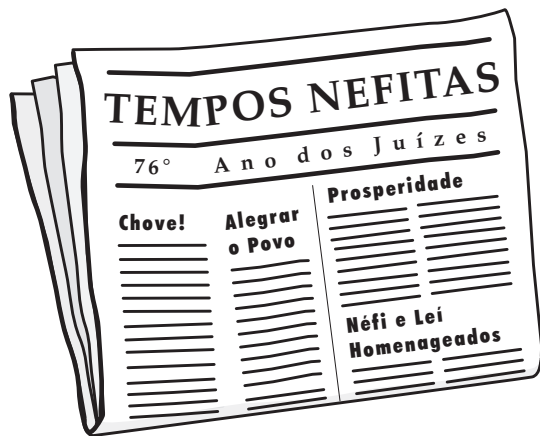 TEMPOS NEFITAS
76° Ano dos Juízes
Chove!
Alegrar
o Povo
Prosperidade
Néfi e Leí
Homenageados